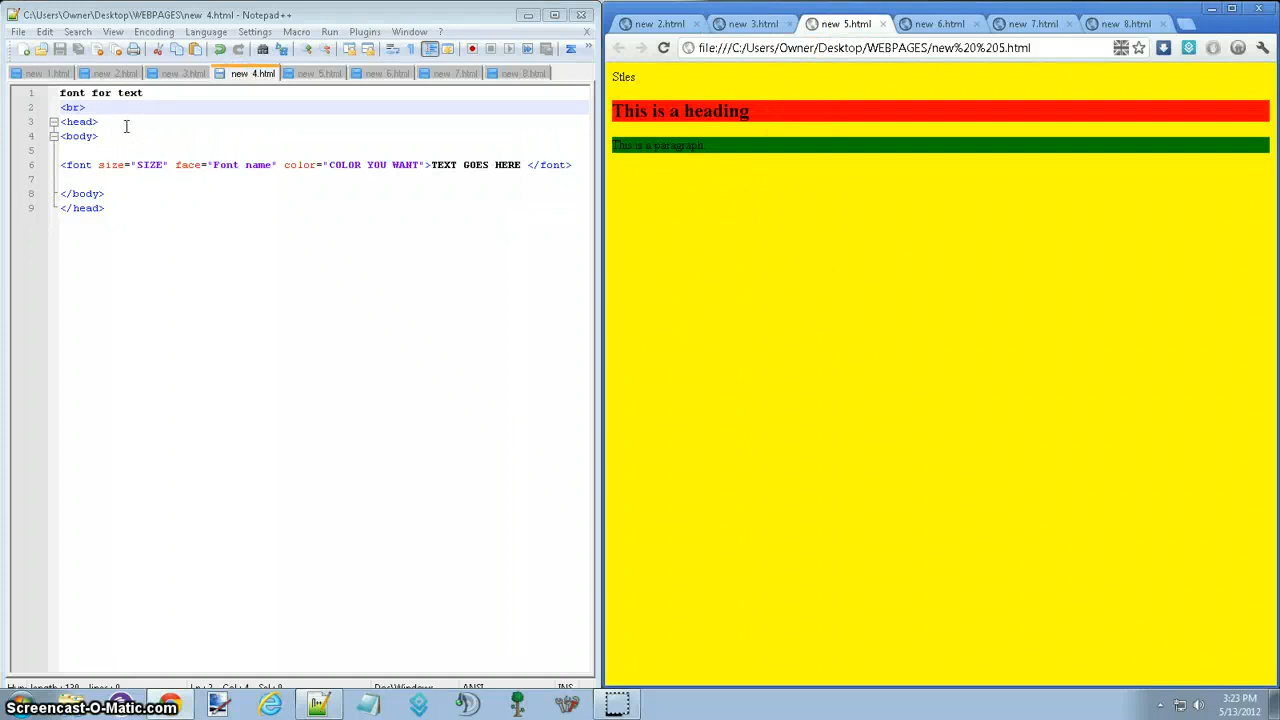 C:\Users\Owner\Desktop\WEBPAGES\new 4.html - Notepad++
File Edit Search View Encoding Language Settings Macro Run Plugins Window ? X
new 1.html new 2.html new 3.html new 4.html new 5.html new 6.html new 7.html new 8.html
1 font for text
2 <br>
3 <head>
4 <body>
5
6 <font size="SIZE" face="Font name" color="COLOR YOU WANT">TEXT GOES HERE </font>
7
8 </body>
9 </head>
new 2.html new 3.html new 5.html new 6.html new 7.html new 8.html
file:///C:/Users/Owner/Desktop/WEBPAGES/new%20%205.html
Stles
This is a heading
This is a paragraph
Screencast-O-Matic.com
3:23 PM
5/13/2012